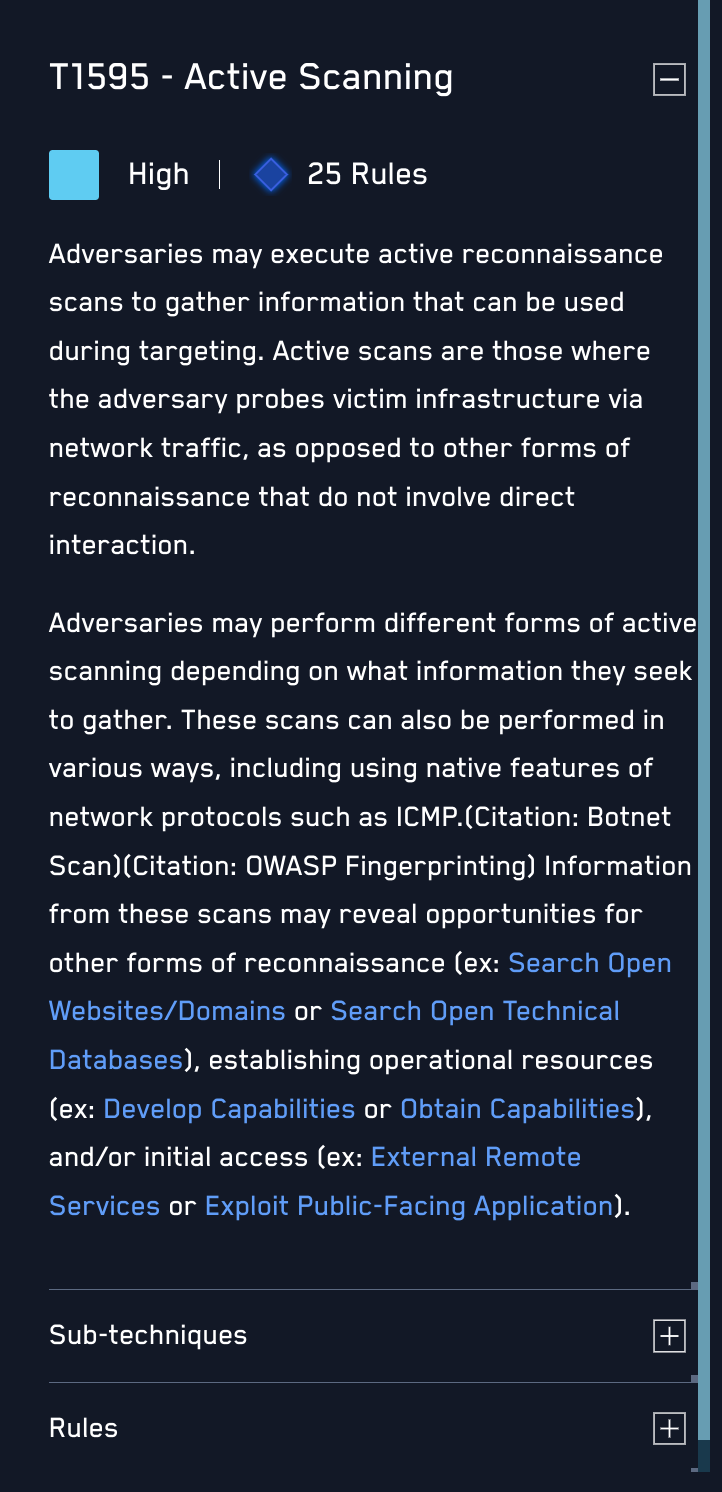 T1595 - Active Scanning
High | 25 Rules
Adversaries may execute active reconnaissance
scans to gather information that can be used
during targeting. Active scans are those where
the adversary probes victim infrastructure via
network traffic, as opposed to other forms of
reconnaissance that do not involve direct
interaction.
Adversaries may perform different forms of active
scanning depending on what information they seek
to gather. These scans can also be performed in
various ways, including using native features of
network protocols such as ICMP.(Citation: Botnet
Scan)(Citation: OWASP Fingerprinting) Information
from these scans may reveal opportunities for
other forms of reconnaissance (ex: Search Open
Websites/Domains or Search Open Technical
Databases), establishing operational resources
(ex: Develop Capabilities or Obtain Capabilities),
and/or initial access (ex: External Remote
Services or Exploit Public-Facing Application).
Sub-techniques
Rules